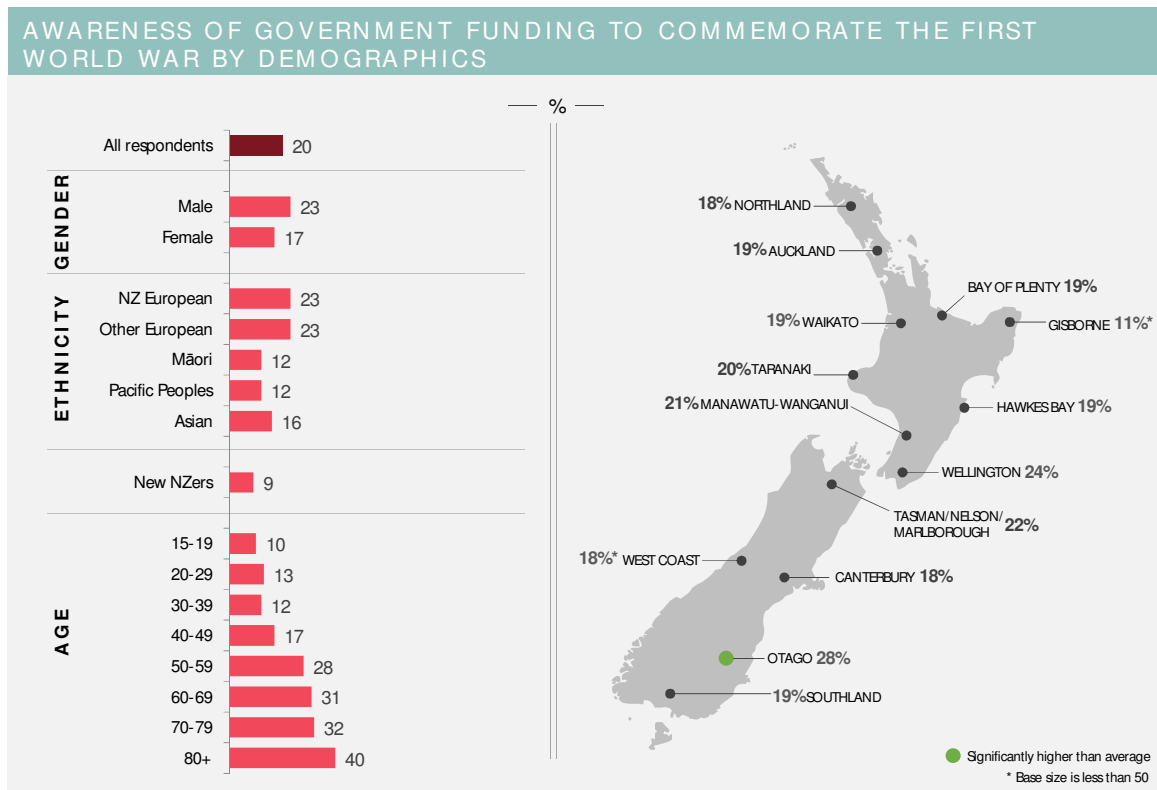 AWARENESS OF GOVERNMENT FUNDING TO COMMEMORATE THE FIRST
WORLD WAR BY DEMOGRAPHICS
%
All respondents 20
GENDER
Male 23
Female 17
ETHNICITY
NZ European 23
Other European 23
Māori 12
Pacific Peoples 12
Asian 16
New NZers 9
AGE
15-19 10
20-29 13
30-39 12
40-49 17
50-59 28
60-69 31
70-79 32
80+ 40
18% NORTHLAND
19% AUCKLAND
BAY OF PLENTY 19%
19% WAIKATO
GISBORNE 11%*
20% TARANAKI
21% MANAWATU-WANGANUI
HAWKES BAY 19%
WELLINGTON 24%
TASMAN/NELSON/
MARLBOROUGH 22%
18%* WEST COAST
CANTERBURY 18%
OTAGO 28%
19% SOUTHLAND
Significantly higher than average
* Base size is less than 50